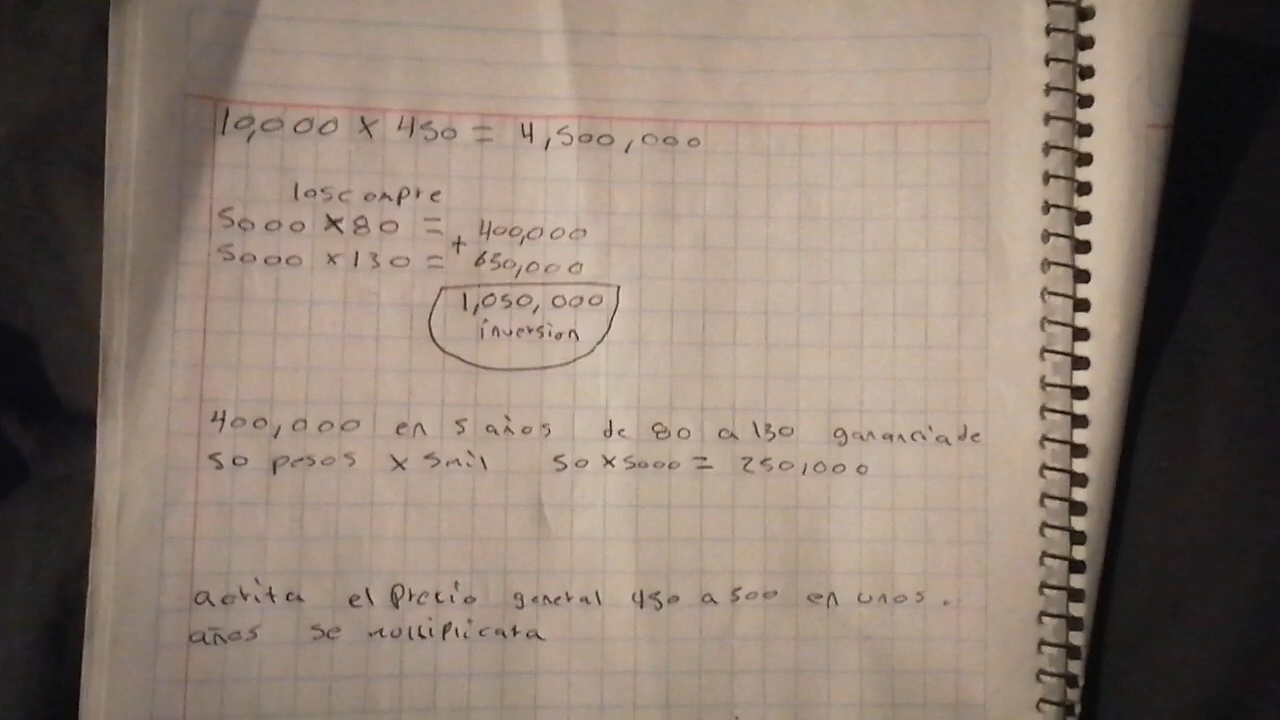 10,000 x 450 = 4,500,000
los compre
5000 x 80 = 400,000
5000 x 130 = + 650,000
1,050,000
inversion
400,000 en 5 años de 80 a 130 ganancia de
50 pesos x 5mil 50 x 5000 = 250,000
aorita el Precio general 450 a 500 en unos.
años se multiplicara